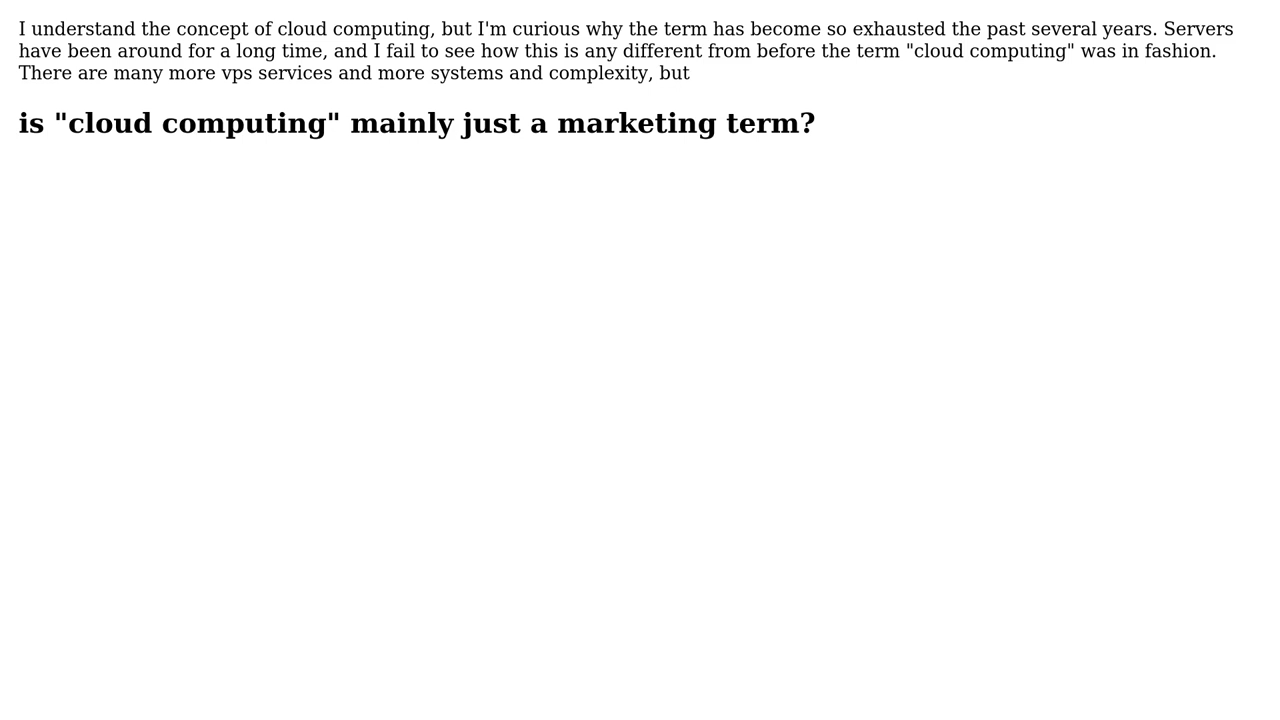 I understand the concept of cloud computing, but I'm curious why the term has become so exhausted the past several years. Servers
have been around for a long time, and I fail to see how this is any different from before the term "cloud computing" was in fashion.
There are many more vps services and more systems and complexity, but
is "cloud computing" mainly just a marketing term?